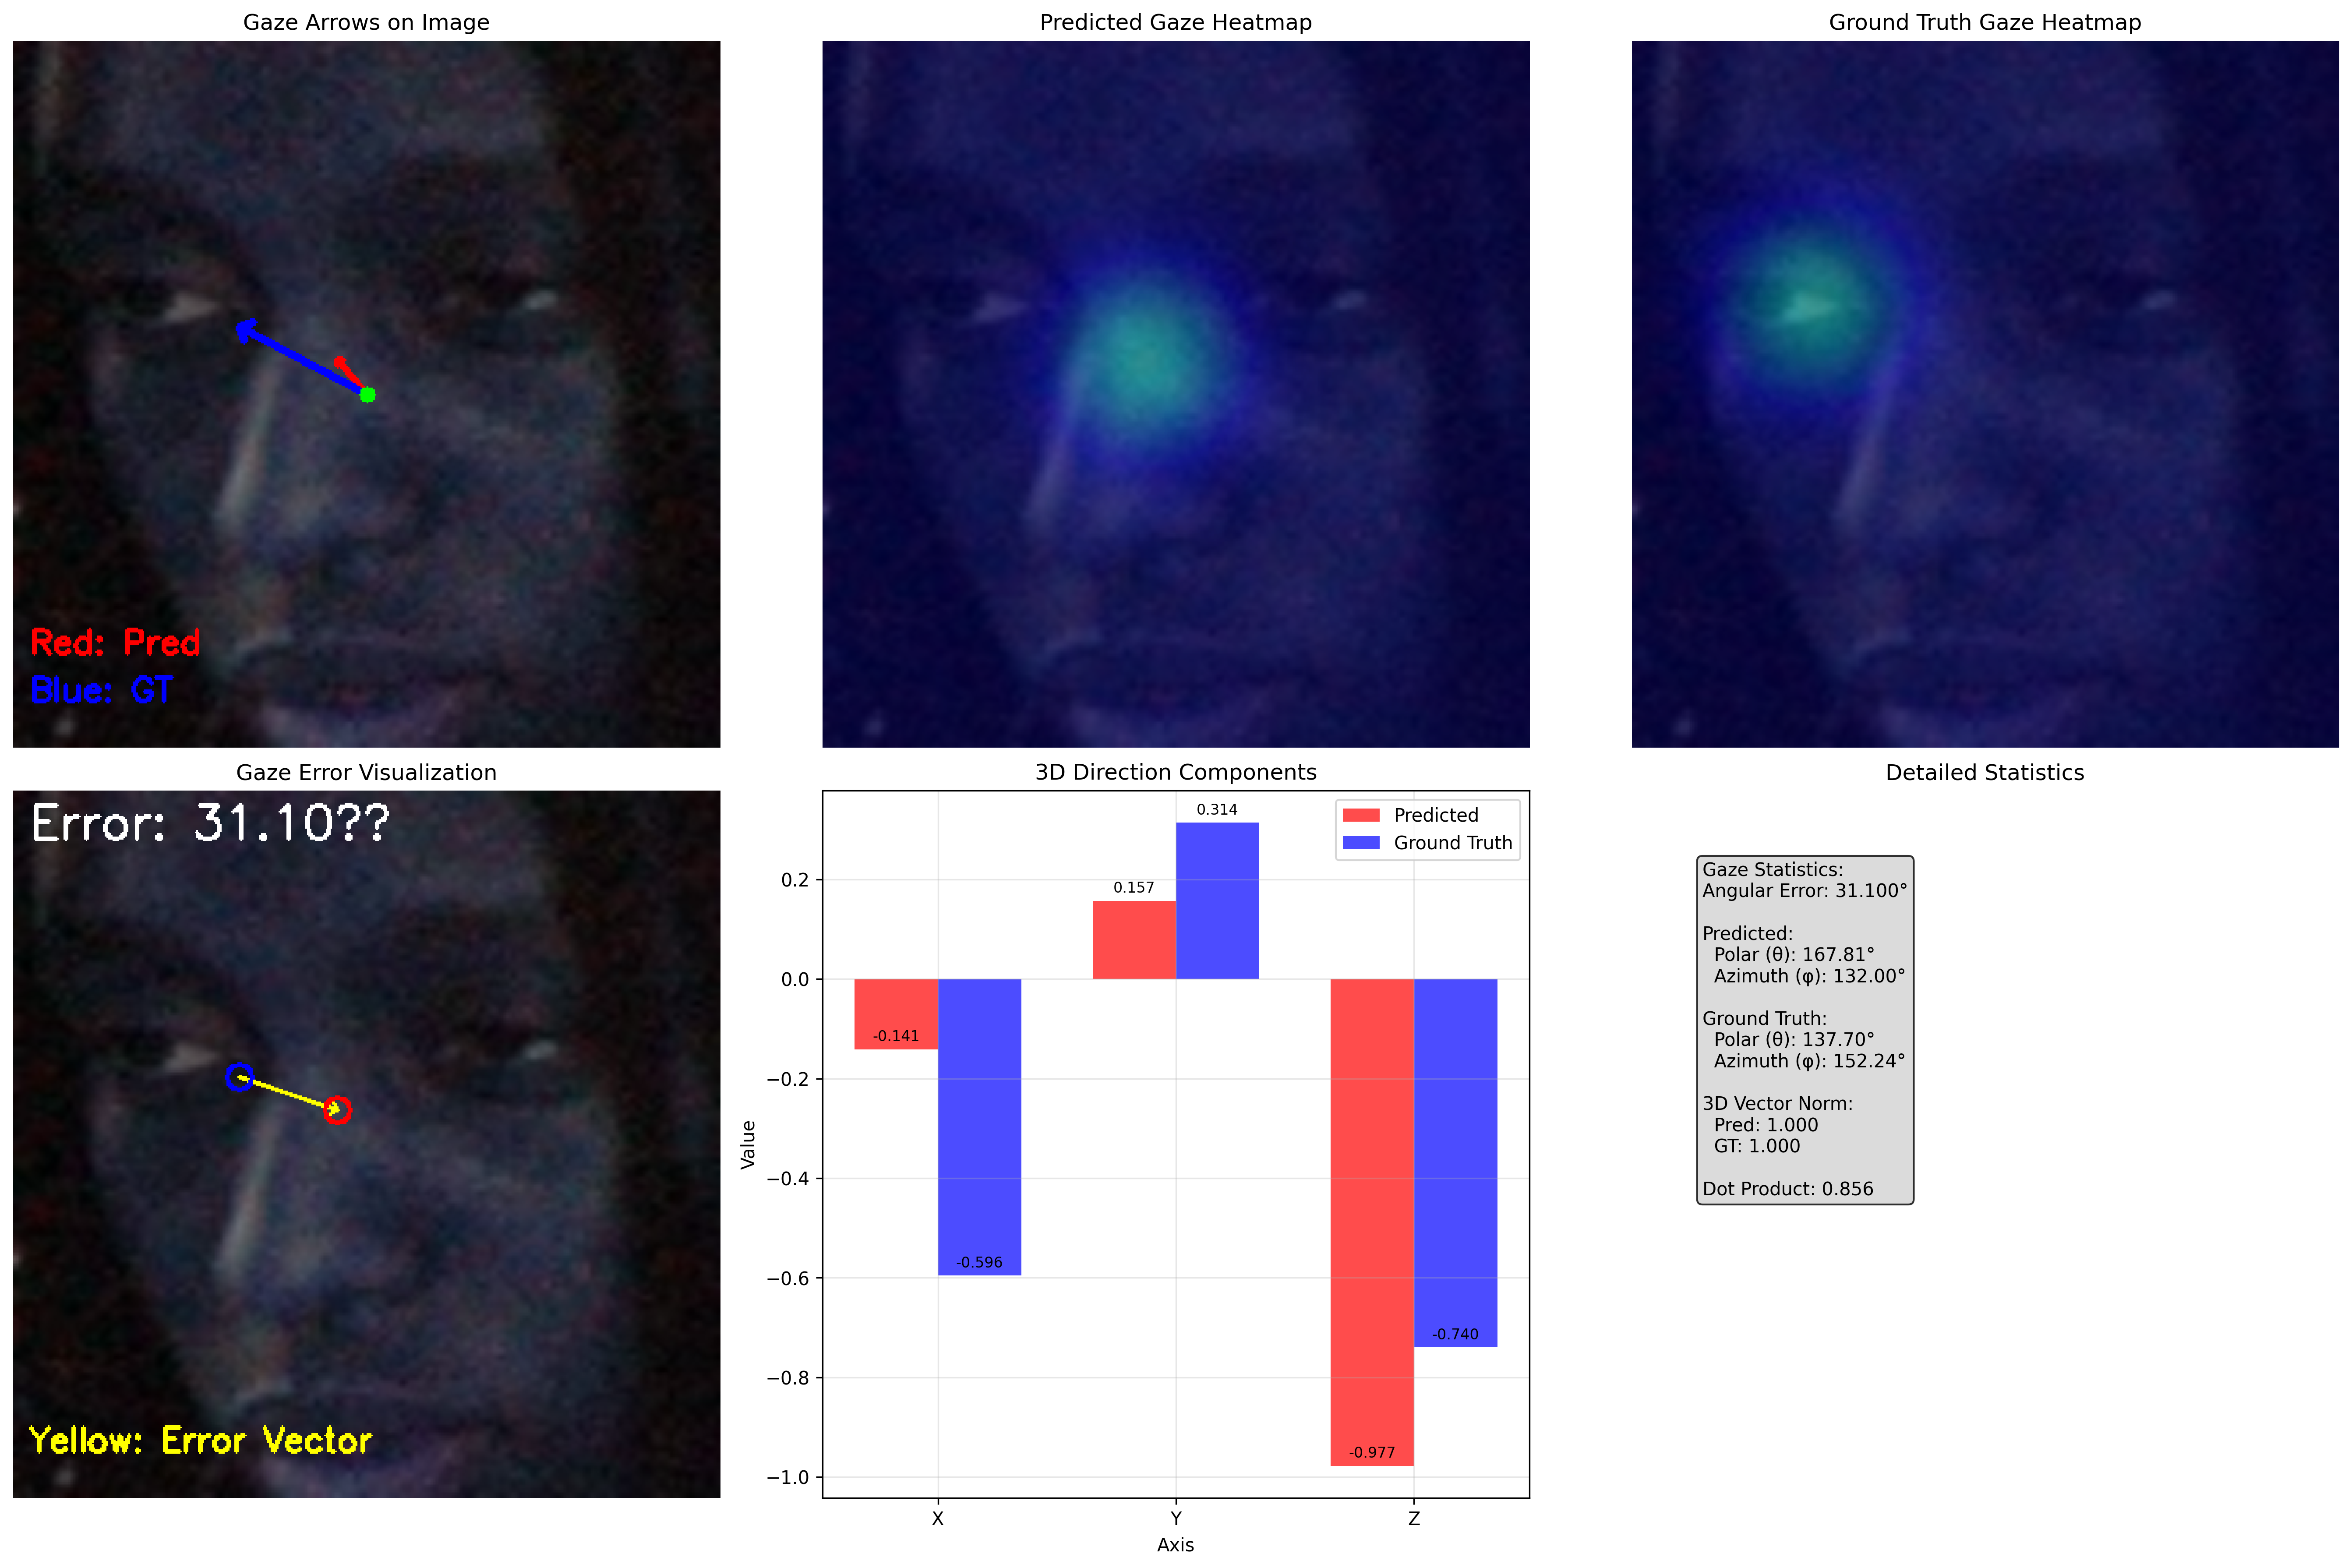 Gaze Arrows on Image
Red: Pred
Blue: GT
Predicted Gaze Heatmap
Ground Truth Gaze Heatmap
Gaze Error Visualization
Error: 31.10??
Yellow: Error Vector
3D Direction Components
Predicted
Ground Truth
0.314
0.157
-0.141
-0.596
-0.740
-0.977
0.2
0.0
−0.2
−0.4
−0.6
−0.8
−1.0
Value
X
Y
Z
Axis
Detailed Statistics
Gaze Statistics:
Angular Error: 31.100°
Predicted:
Polar (θ): 167.81°
Azimuth (φ): 132.00°
Ground Truth:
Polar (θ): 137.70°
Azimuth (φ): 152.24°
3D Vector Norm:
Pred: 1.000
GT: 1.000
Dot Product: 0.856